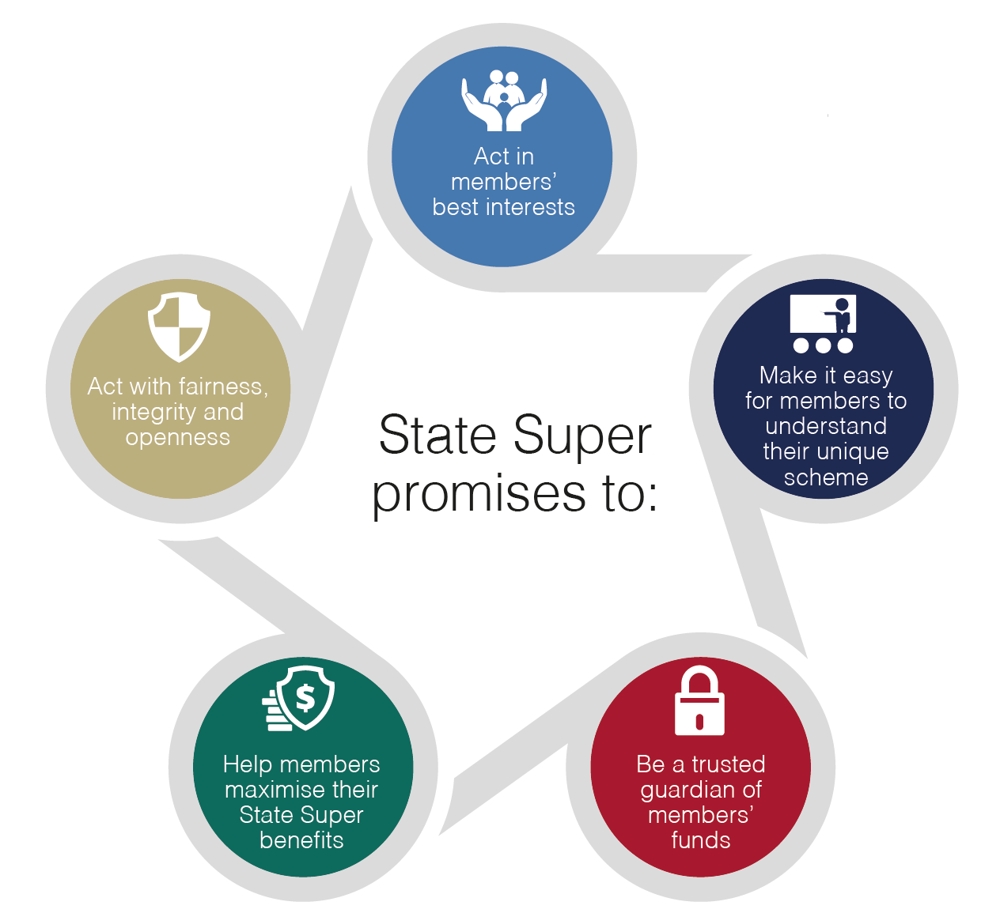 Act in
members’
best interests
Make it easy
for members to
understand
their unique
scheme
Act with fairness,
integrity and
openness
State Super
promises to:
$
Help members
maximise their
State Super
benefits
Be a trusted
guardian of
members’
funds